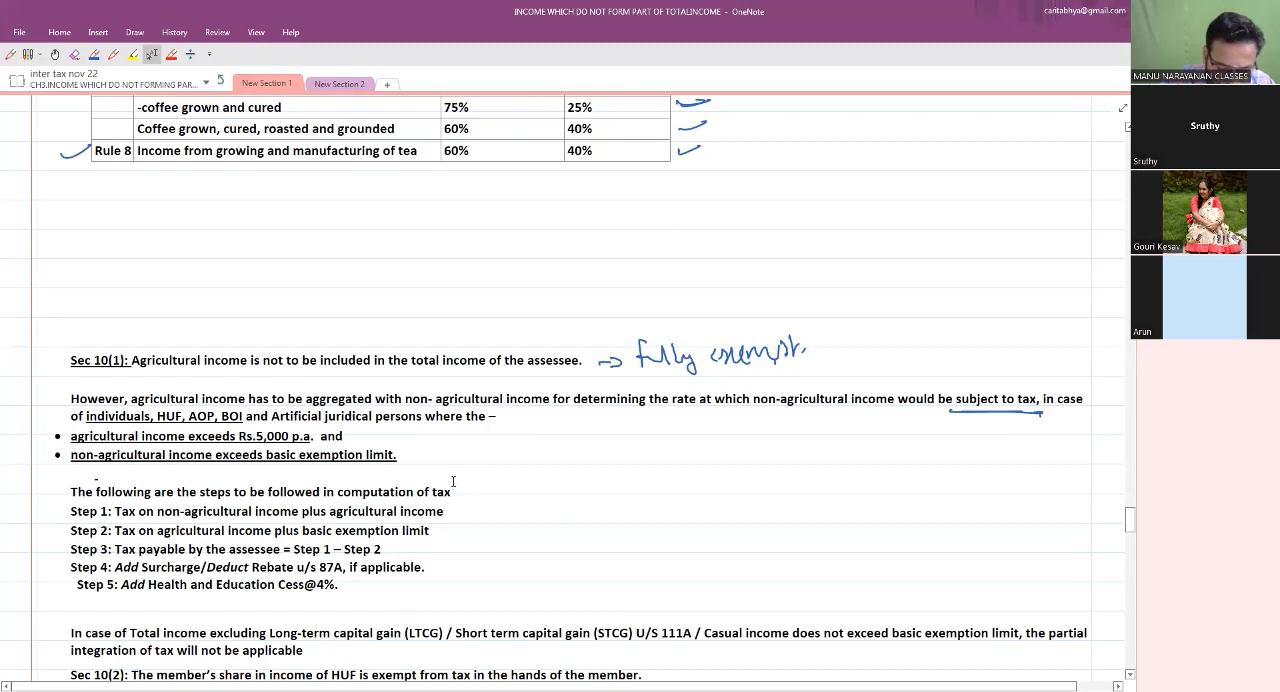 INCOME WHICH DO NOT FORM PART OF TOTALINCOME - OneNote
caritabhya@gmail.com
File Home Insert Draw History Review View Help
MANU NARAYANAN CLASSES
inter tax nov 22
CH3.INCOME WHICH DO NOT FORMING PAR...
New Section 1
New Section 2
-coffee grown and cured 75% 25%
Coffee grown, cured, roasted and grounded 60% 40%
Rule 8 Income from growing and manufacturing of tea 60% 40%
Sruthy
Sruthy
Gouri Kesav
Arun
Sec 10(1): Agricultural income is not to be included in the total income of the assessee. → fully exempt.
However, agricultural income has to be aggregated with non- agricultural income for determining the rate at which non-agricultural income would be subject to tax, in case
of individuals, HUF, AOP, BOI and Artificial juridical persons where the –
• agricultural income exceeds Rs.5,000 p.a. and
• non-agricultural income exceeds basic exemption limit.
-
The following are the steps to be followed in computation of tax
Step 1: Tax on non-agricultural income plus agricultural income
Step 2: Tax on agricultural income plus basic exemption limit
Step 3: Tax payable by the assessee = Step 1 – Step 2
Step 4: Add Surcharge/Deduct Rebate u/s 87A, if applicable.
Step 5: Add Health and Education Cess@4%.
In case of Total income excluding Long-term capital gain (LTCG) / Short term capital gain (STCG) U/S 111A / Casual income does not exceed basic exemption limit, the partial
integration of tax will not be applicable
Sec 10(2): The member's share in income of HUF is exempt from tax in the hands of the member.